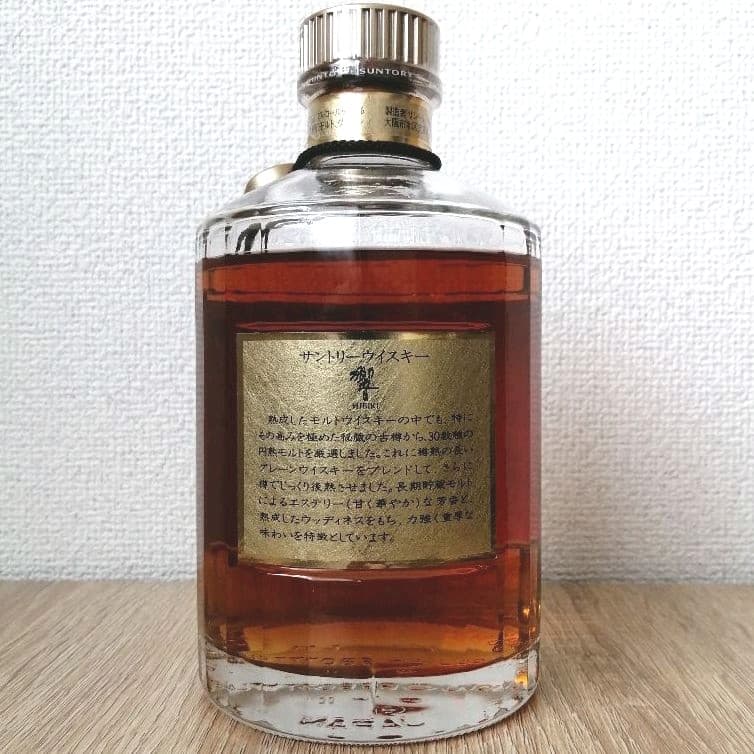 SUNTORY
製造者 サン
サントリーウイスキー
響
HIBIKI
熟成したモルトウイスキーの中でも、特に
その高みを極めた秘蔵の古樽から、30数種の
円熟モルトを厳選しました。これに樽熟の長い
グレーンウイスキーをブレンドして、さらに
樽でじっくり後熟させました。長期貯蔵モルト
によるエステリー(甘く華やか)な芳香と、
熟成したウッディネスをもち、力強く重厚な
味わいを特徴としています。